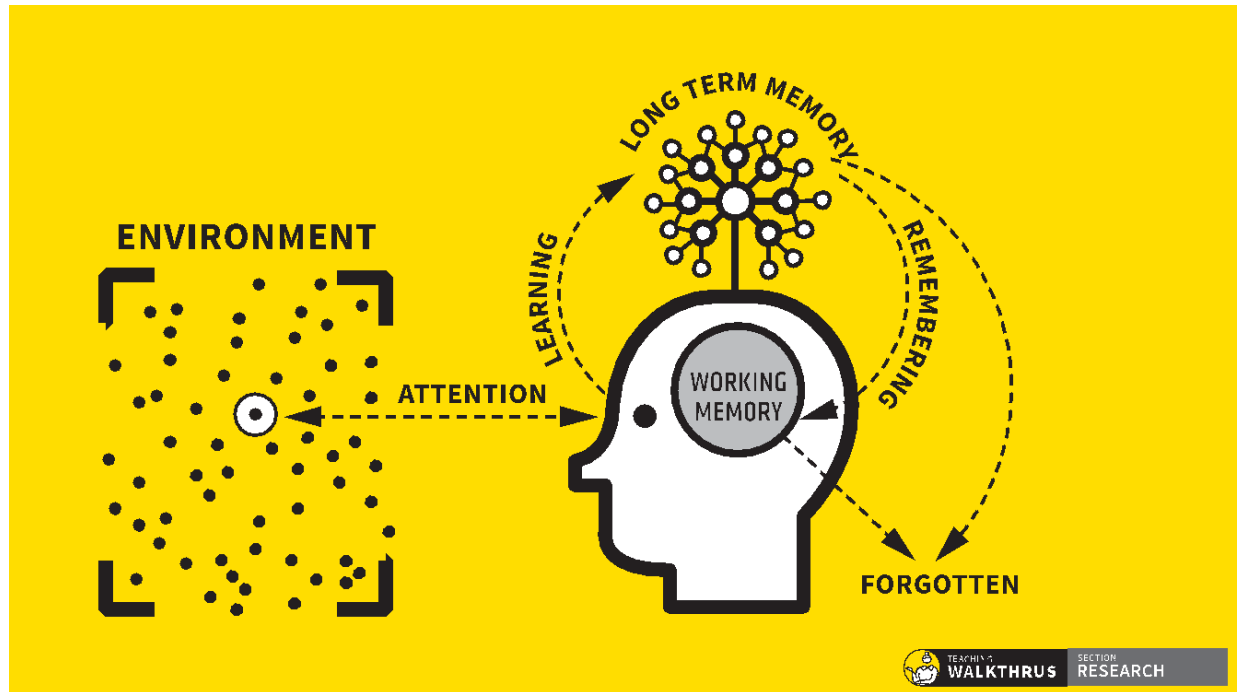 LONG TERM MEMORY
ENVIRONMENT
LEARNING
REMEMBERING
ATTENTION
WORKING
MEMORY
FORGOTTEN
TEACHING
WALKTHRUS
SECTION
RESEARCH